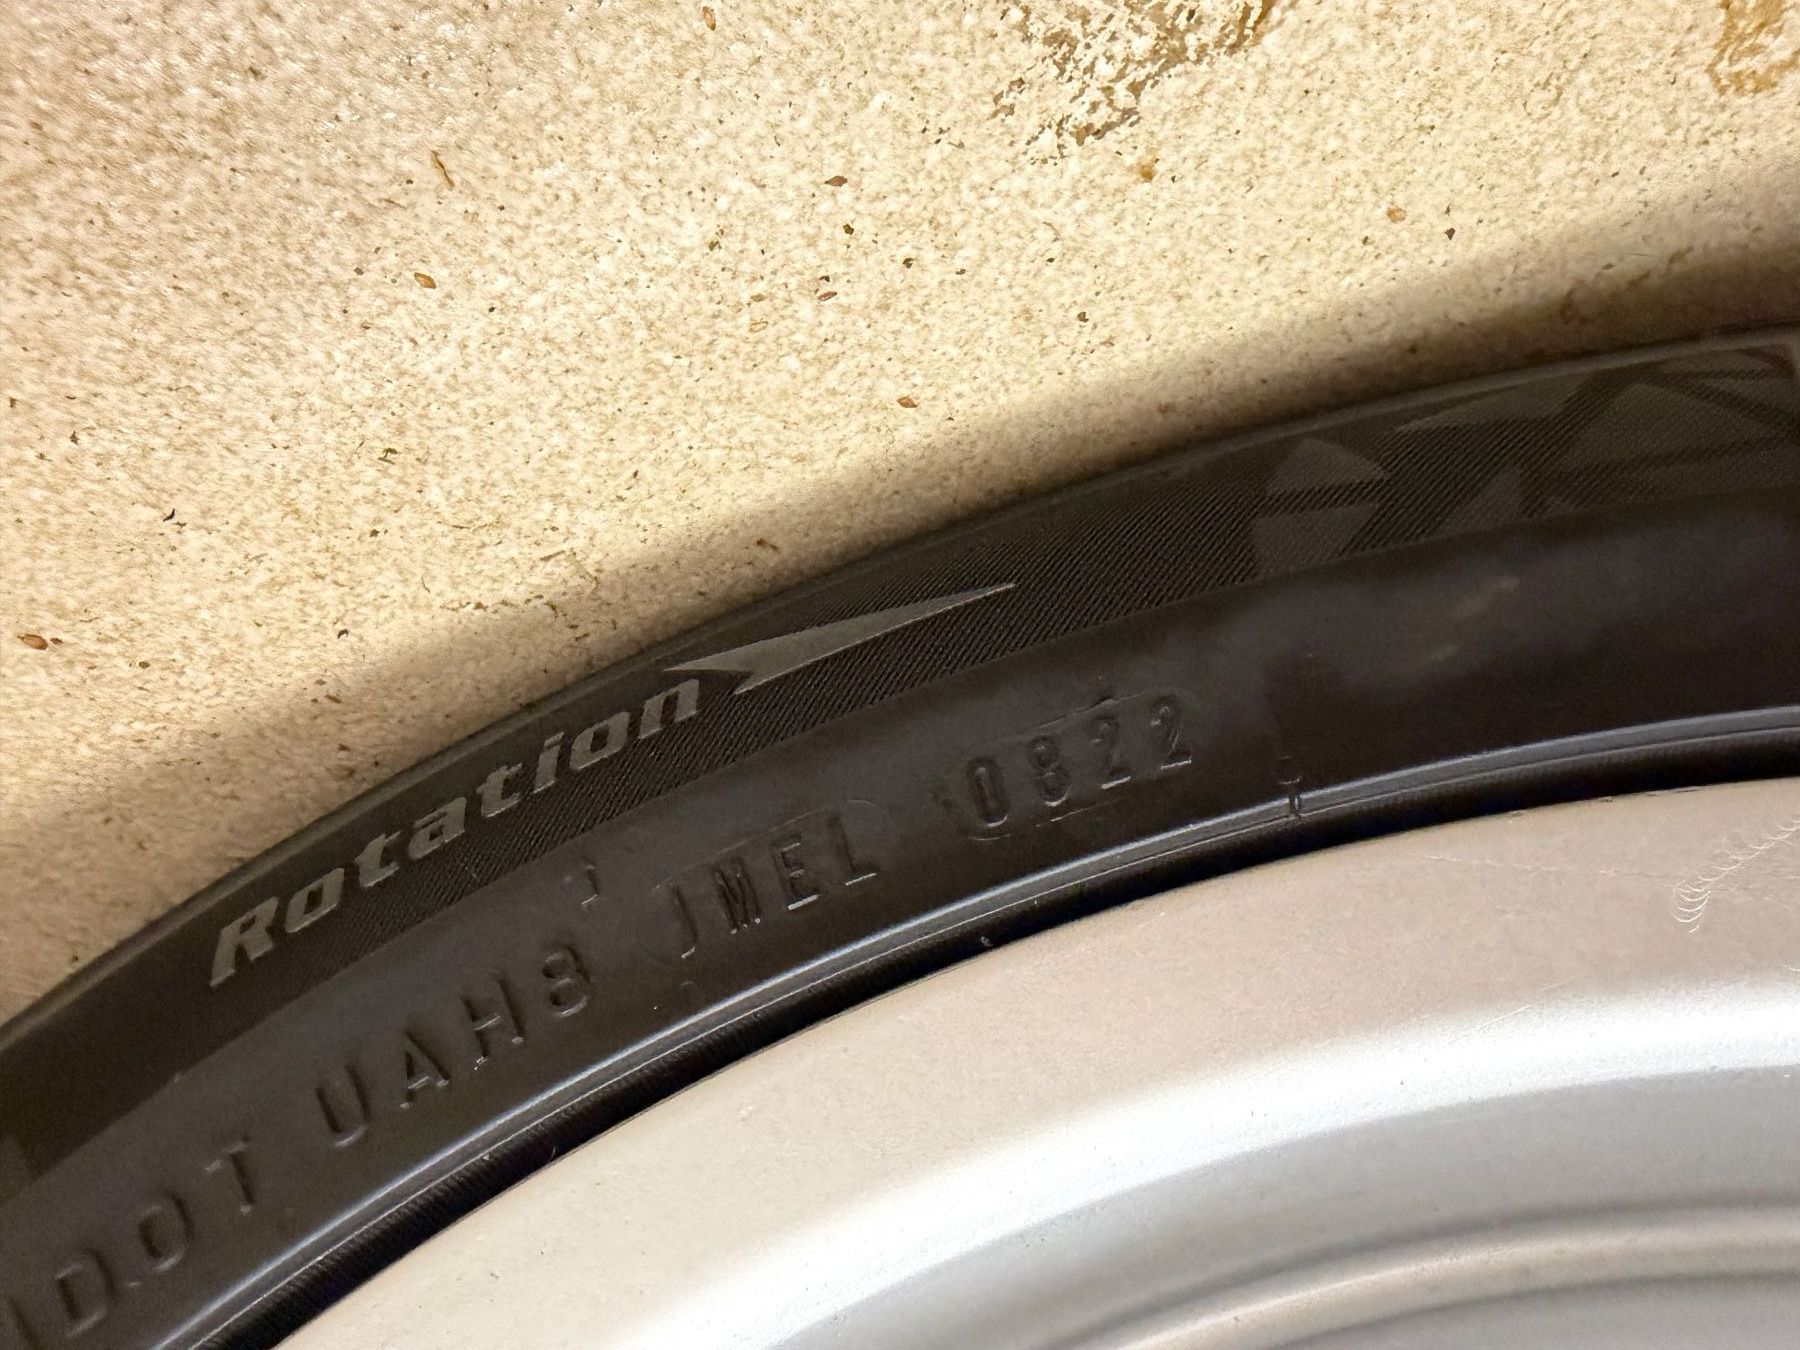 Rotation
DOT UAH8 JMEL 0822